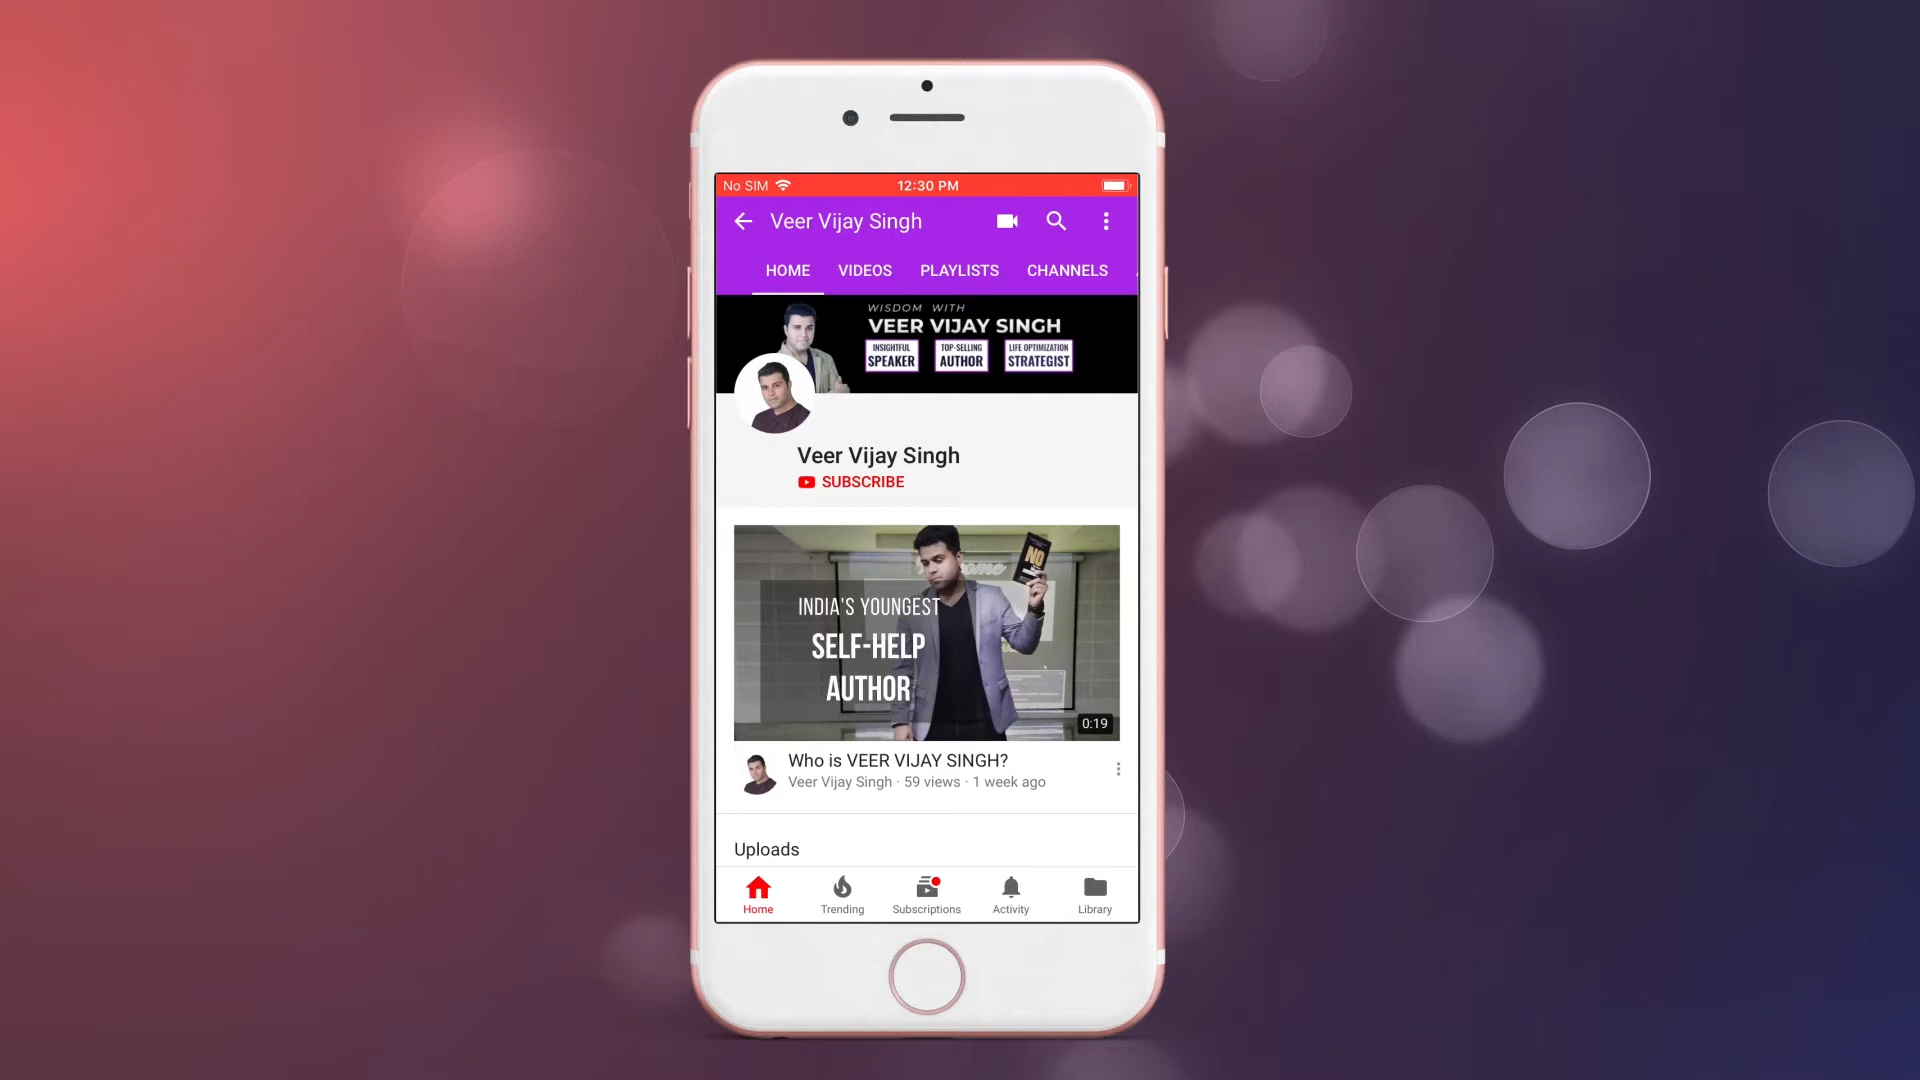 No SIM
12:30 PM
Veer Vijay Singh
HOME VIDEOS PLAYLISTS CHANNELS
WISDOM WITH
VEER VIJAY SINGH
INSIGHTFUL SPEAKER
TOP-SELLING AUTHOR
LIFE OPTIMIZATION STRATEGIST
Veer Vijay Singh
SUBSCRIBE
NO
INDIA'S YOUNGEST
SELF-HELP
AUTHOR
0:19
Who is VEER VIJAY SINGH?
Veer Vijay Singh · 59 views · 1 week ago
Uploads
Home Trending Subscriptions Activity Library